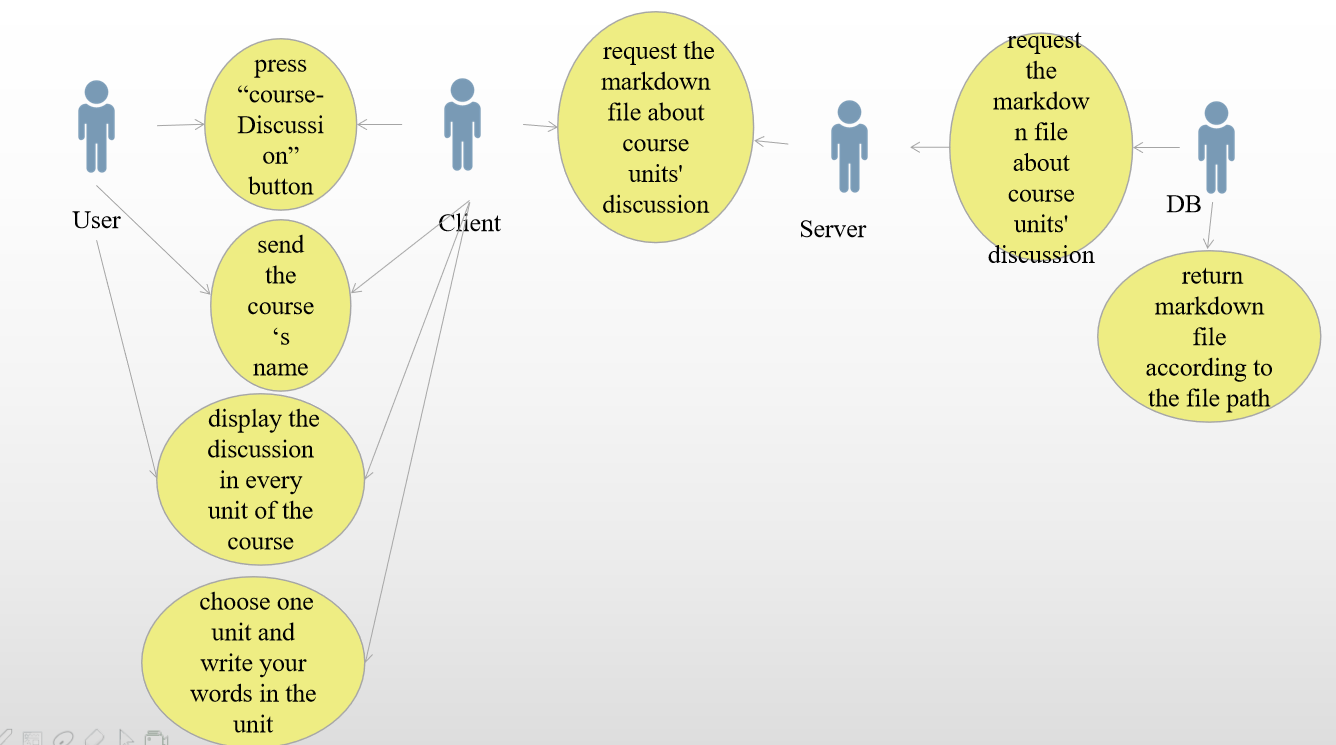 press
“course-
Discussi
on”
button
User
send
the
course
‘s
name
display the
discussion
in every
unit of the
course
choose one
unit and
write your
words in the
unit
Client
request the
markdown
file about
course
units'
discussion
Server
request
the
markdow
n file
about
course
units'
discussion
DB
return
markdown
file
according to
the file path